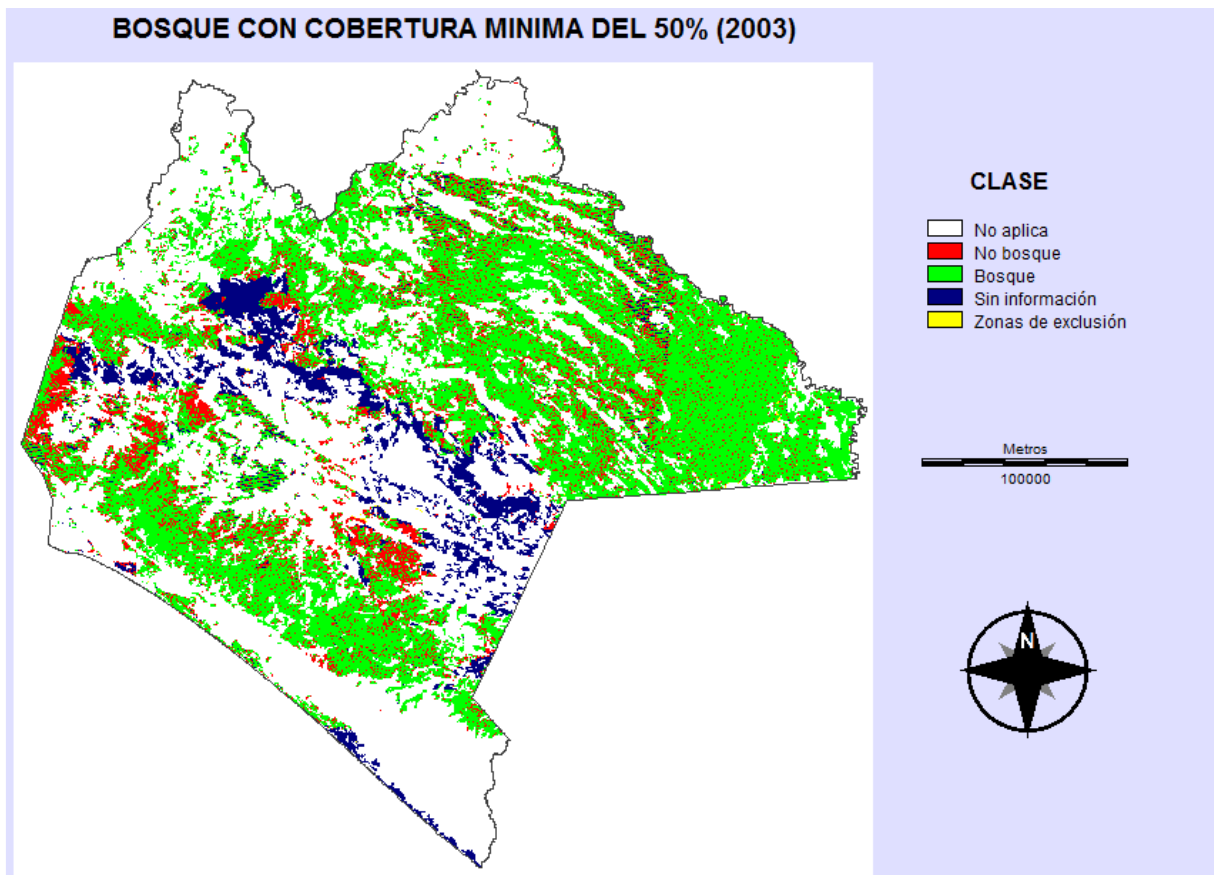 BOSQUE CON COBERTURA MINIMA DEL 50% (2003)
CLASE
No aplica
No bosque
Bosque
Sin información
Zonas de exclusión
Metros
100000
N